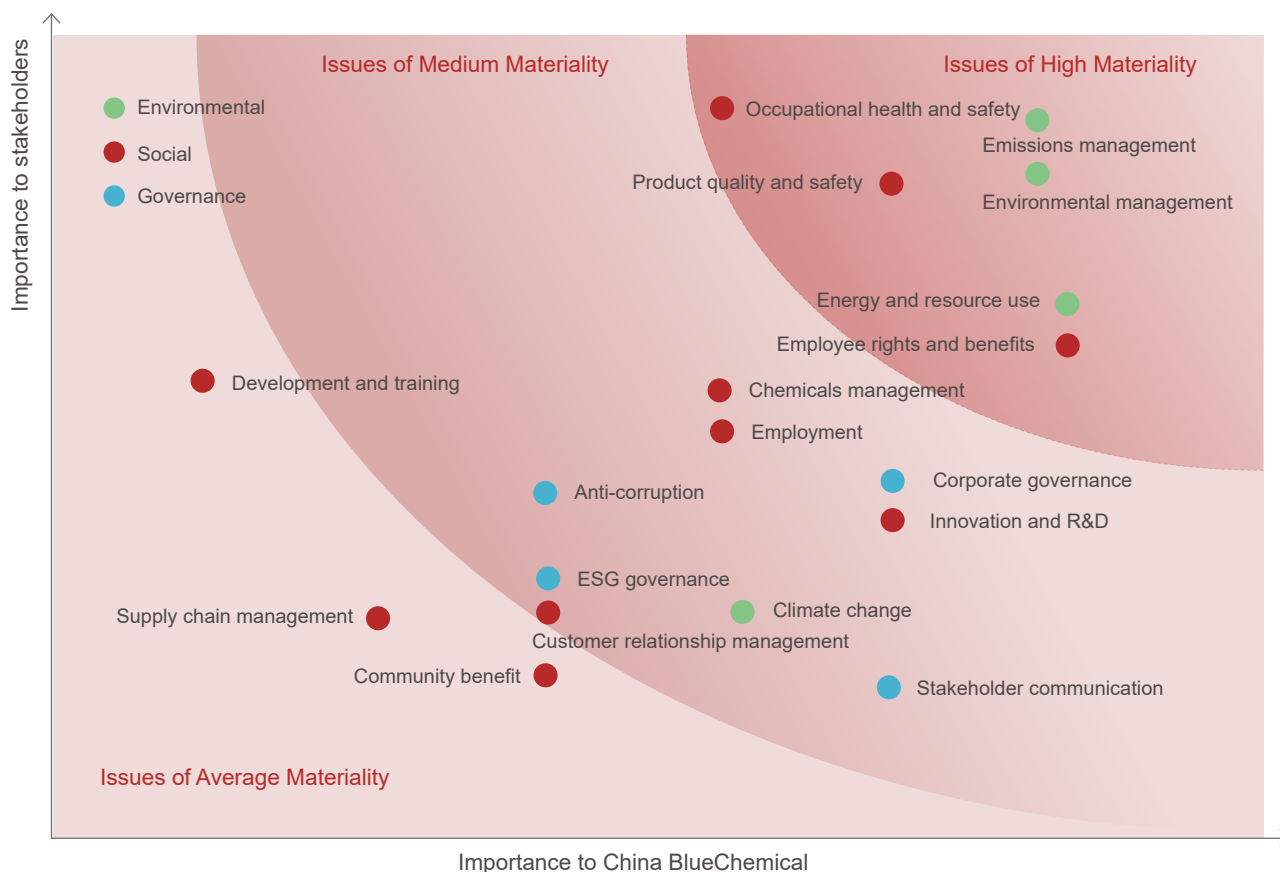 Importance to stakeholders
Issues of Medium Materiality
Issues of High Materiality
Environmental
Social
Governance
Occupational health and safety
Emissions management
Product quality and safety
Environmental management
Energy and resource use
Employee rights and benefits
Development and training
Chemicals management
Employment
Anti-corruption
Corporate governance
Innovation and R&D
ESG governance
Supply chain management
Climate change
Customer relationship management
Community benefit
Stakeholder communication
Issues of Average Materiality
Importance to China BlueChemical